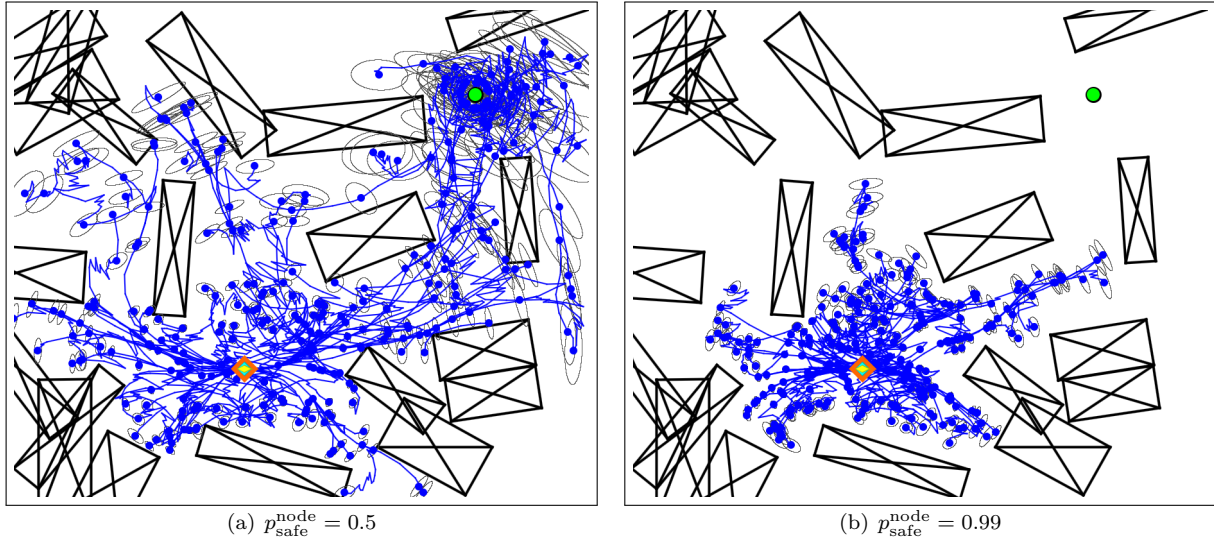 (a) $p_{\text{safe}}^{\text{node}} = 0.5$
(b) $p_{\text{safe}}^{\text{node}} = 0.99$